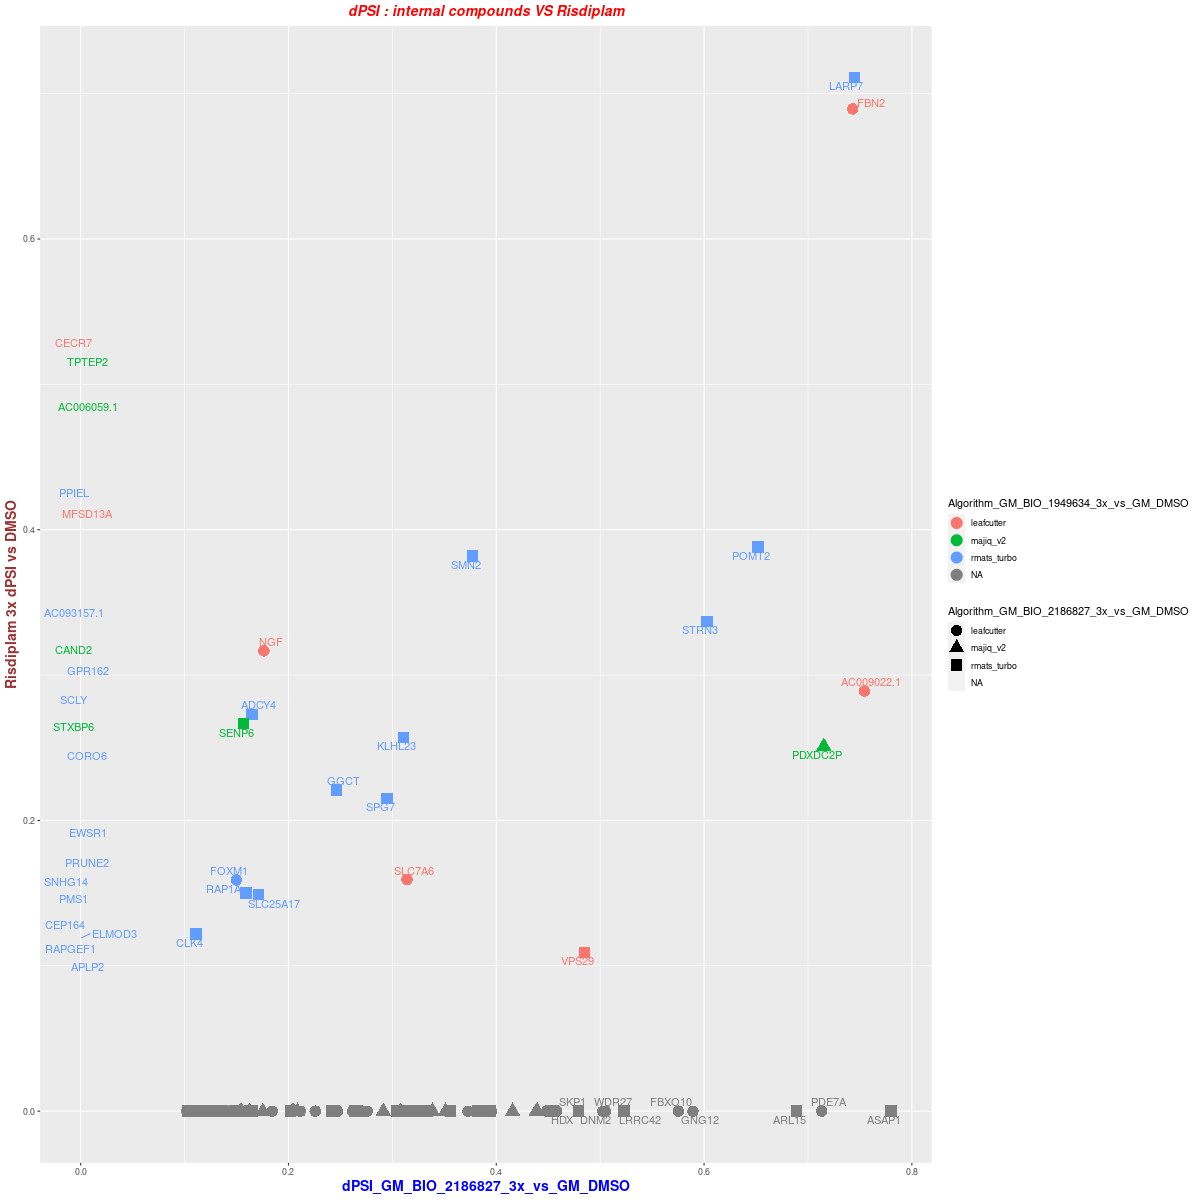 dPSI : internal compounds VS Risdiplam
LARP7
FBN2
0.6
CECR7
TPTEP2
AC006059.1
PPIEL
MFSD13A
0.4
SMN2
POMT2
AC093157.1
STRN3
NGF
CAND2
GPR162
AC009022.1
SCLY
ADCY4
STXBP6
SENP6
KLHL23
CORO6
PDXDC2P
GGCT
SPG7
0.2
EWSR1
PRUNE2
FOXM1
SLC7A6
SNHG14
RAP1A
PMS1
SLC25A17
CEP164
ELMOD3
CLK4
RAPGEF1
VPS29
APLP2
SKP1 WDR27 FBXO10 PDE7A
0.0
HDX DNM2 LRRC42 GNG12 ARL15 ASAP1
0.0 0.2 0.4 0.6 0.8
dPSI_GM_BIO_2186827_3x_vs_GM_DMSO
Risdiplam 3x dPSI vs DMSO
Algorithm_GM_BIO_1949634_3x_vs_GM_DMSO
leafcutter
majiq_v2
rmats_turbo
NA
Algorithm_GM_BIO_2186827_3x_vs_GM_DMSO
leafcutter
majiq_v2
rmats_turbo
NA